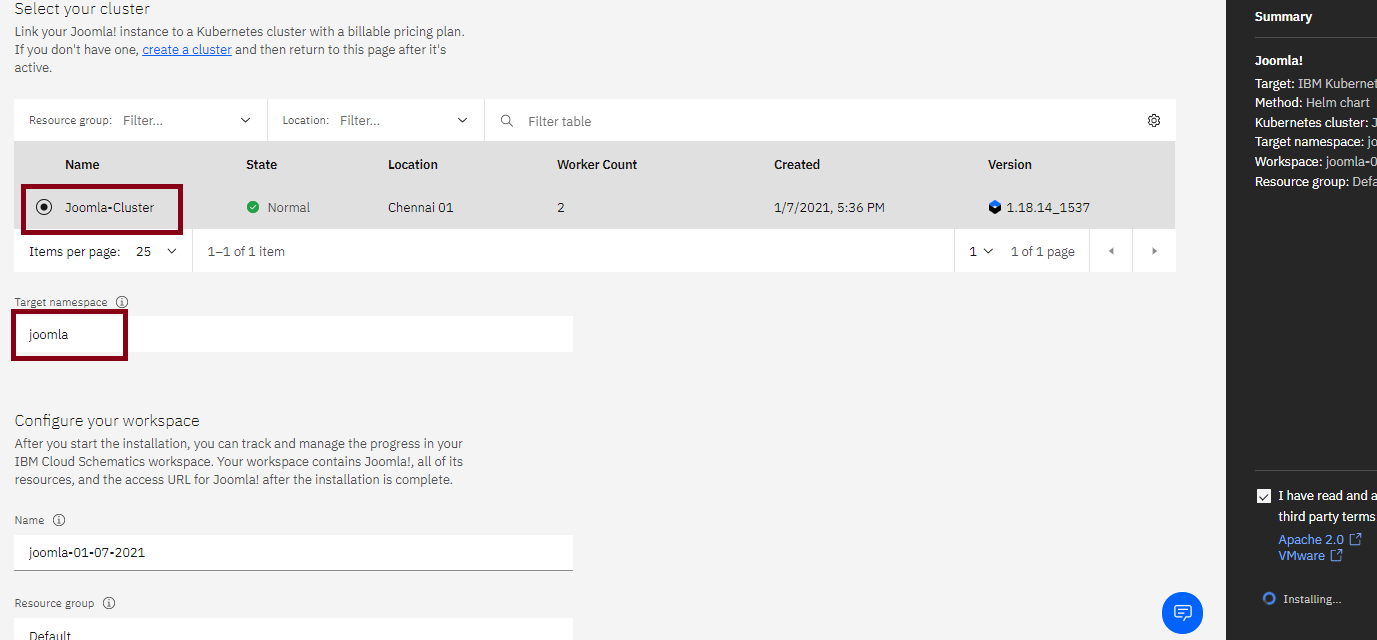 Select your cluster
Link your Joomla! instance to a Kubernetes cluster with a billable pricing plan.
If you don't have one, create a cluster and then return to this page after it's
active.
Resource group: Filter...
Location: Filter...
Filter table
Name State Location Worker Count Created Version
Joomla-Cluster Normal Chennai 01 2 1/7/2021, 5:36 PM 1.18.14_1537
Items per page: 25 1–1 of 1 item 1 1 of 1 page
Target namespace
joomla
Configure your workspace
After you start the installation, you can track and manage the progress in your
IBM Cloud Schematics workspace. Your workspace contains Joomla!, all of its
resources, and the access URL for Joomla! after the installation is complete.
Name
joomla-01-07-2021
Resource group
Default
Summary
Joomla!
Target: IBM Kubernet
Method: Helm chart
Kubernetes cluster: J
Target namespace: jo
Workspace: joomla-0
Resource group: Defa
I have read and a
third party terms
Apache 2.0
VMware
Installing...